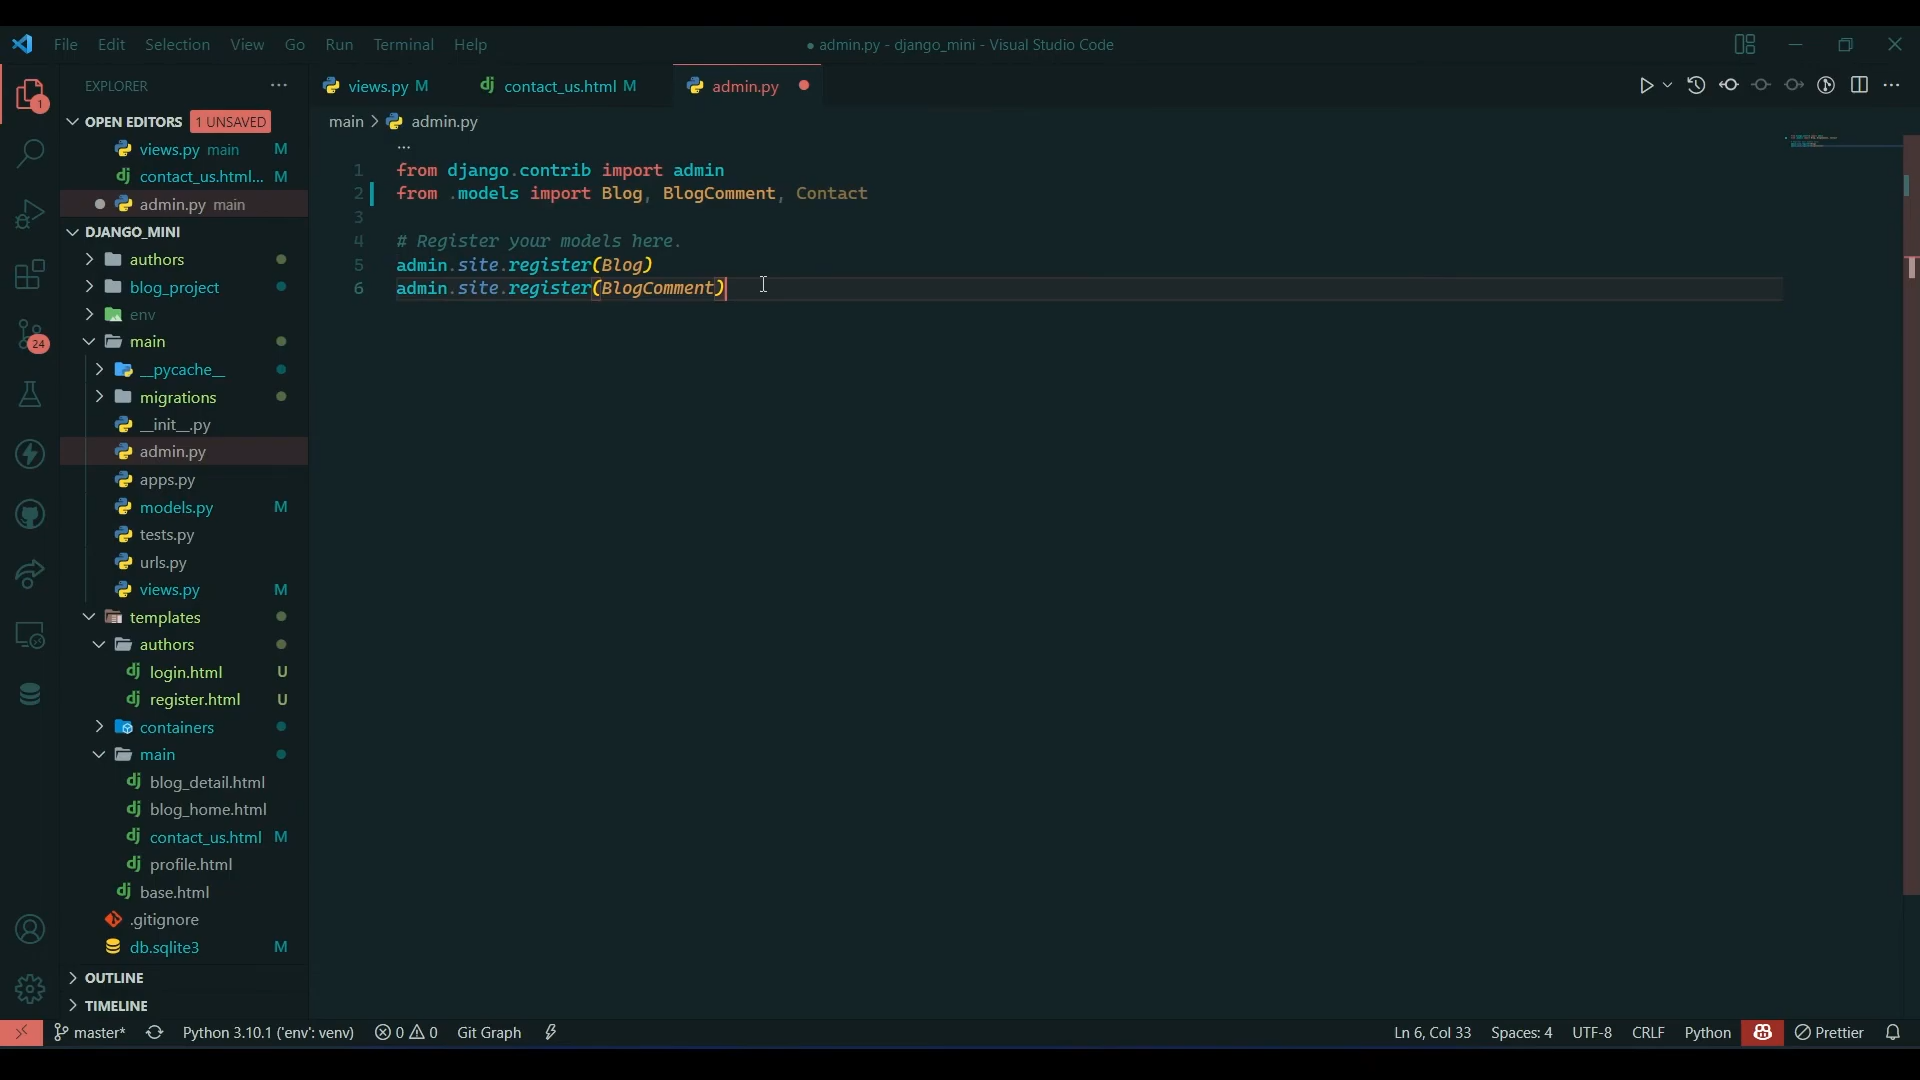 File Edit Selection View Go Run Terminal Help
● admin.py - django_mini - Visual Studio Code
EXPLORER
OPEN EDITORS 1 UNSAVED
views.py main M
contact_us.html... M
admin.py main
DJANGO_MINI
authors
blog_project
env
main
__pycache__
migrations
__init__.py
admin.py
apps.py
models.py M
tests.py
urls.py
views.py M
templates
authors
login.html U
register.html U
containers
main
blog_detail.html
blog_home.html
contact_us.html M
profile.html
base.html
.gitignore
db.sqlite3 M
OUTLINE
TIMELINE
1
24
views.py M
contact_us.html M
admin.py
main > admin.py
...
1 from django.contrib import admin
2 from .models import Blog, BlogComment, Contact
3
4 # Register your models here.
5 admin.site.register(Blog)
6 admin.site.register(BlogComment)
master* Python 3.10.1 ('env': venv) 0 0 Git Graph
Ln 6, Col 33 Spaces: 4 UTF-8 CRLF Python Prettier